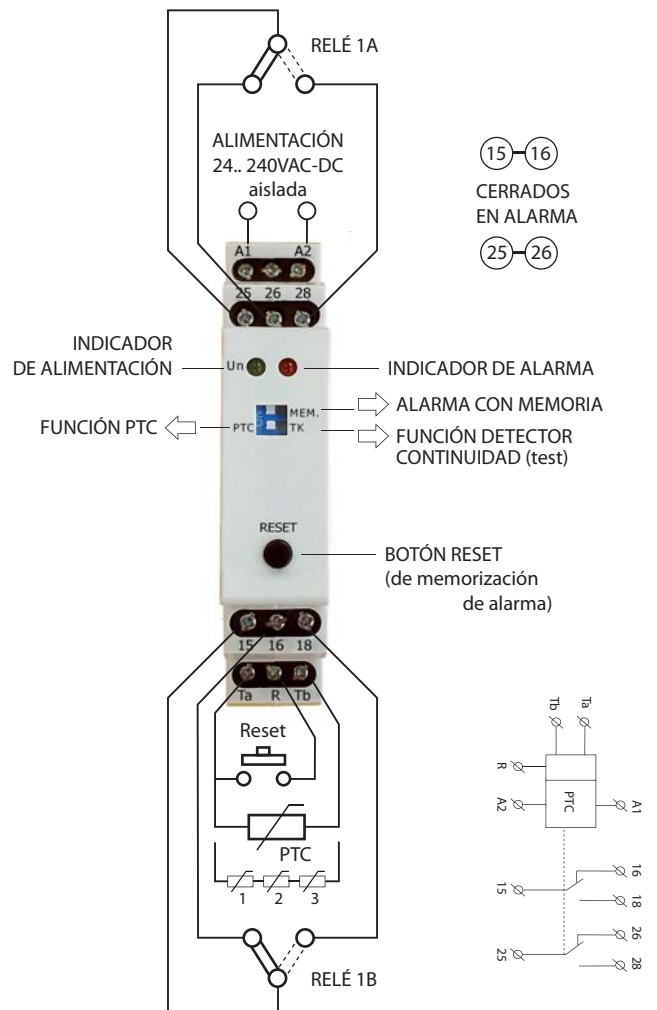 RELÉ 1A
ALIMENTACIÓN
24.. 240VAC-DC
aislada
15 16
CERRADOS
EN ALARMA
25 26
A1 A2
25 26 28
INDICADOR
DE ALIMENTACIÓN
Un
INDICADOR DE ALARMA
MEM.
ALARMA CON MEMORIA
FUNCIÓN PTC
PTC
TK
FUNCIÓN DETECTOR
CONTINUIDAD (test)
RESET
BOTÓN RESET
(de memorización
de alarma)
15 16 18
Ta R Tb
Reset
PTC
1 2 3
RELÉ 1B
Tb Ta
R
A2 PTC A1
15 16
18
25 26
28